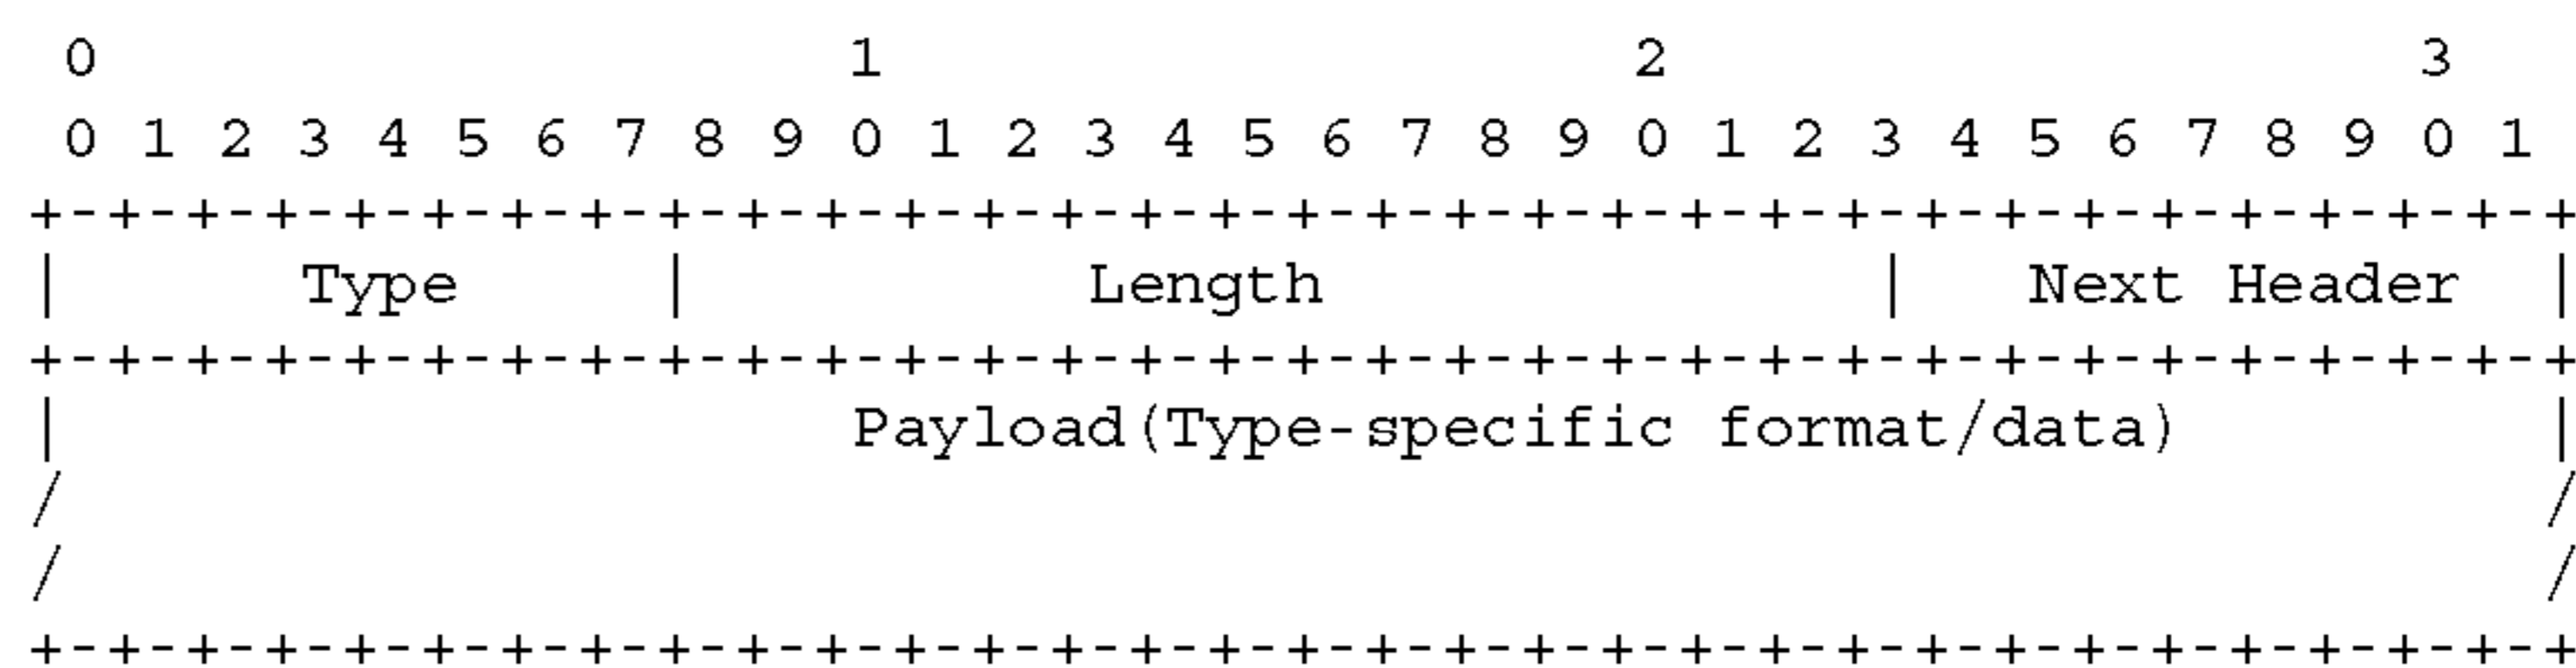 0                   1                   2                   3
 0 1 2 3 4 5 6 7 8 9 0 1 2 3 4 5 6 7 8 9 0 1 2 3 4 5 6 7 8 9 0 1
+-+-+-+-+-+-+-+-+-+-+-+-+-+-+-+-+-+-+-+-+-+-+-+-+-+-+-+-+-+-+-+-+
|      Type     |          Length              |   Next Header  |
+-+-+-+-+-+-+-+-+-+-+-+-+-+-+-+-+-+-+-+-+-+-+-+-+-+-+-+-+-+-+-+-+
|                    Payload(Type-specific format/data)         |
/                                                               /
/                                                               /
+-+-+-+-+-+-+-+-+-+-+-+-+-+-+-+-+-+-+-+-+-+-+-+-+-+-+-+-+-+-+-+-+